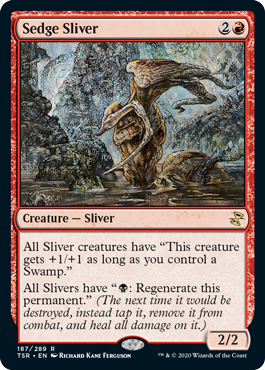 Sedge Sliver 2
Creature — Sliver
All Sliver creatures have “This creature
gets +1/+1 as long as you control a
Swamp.”
All Slivers have “: Regenerate this
permanent.” (The next time it would be
destroyed, instead tap it, remove it from
combat, and heal all damage on it.)
2/2
187/289 R
TSR • EN Richard Kane Ferguson
™ & © 2020 Wizards of the Coast